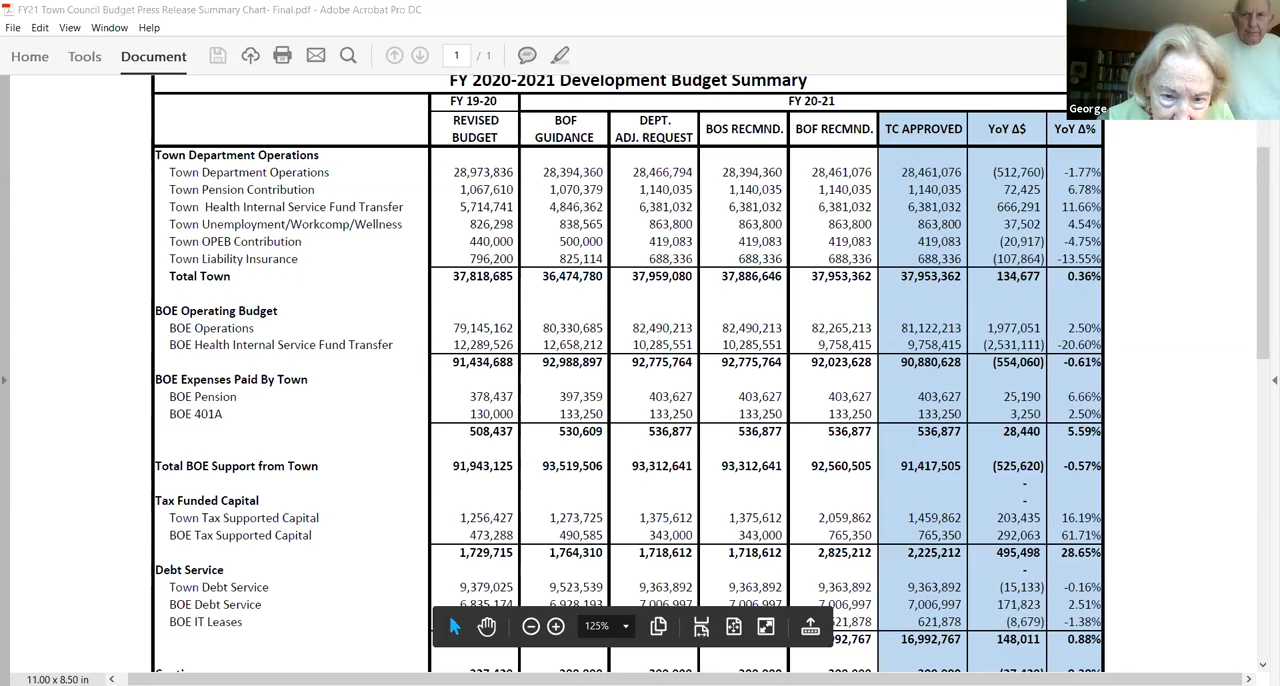 FY21 Town Council Budget Press Release Summary Chart- Final.pdf - Adobe Acrobat Pro DC
File Edit View Window Help
Home Tools Document 1 / 1
George
FY 2020-2021 Development Budget Summary
FY 19-20 FY 20-21
REVISED BUDGET BOF GUIDANCE DEPT. ADJ. REQUEST BOS RECMND. BOF RECMND. TC APPROVED YoY Δ$ YoY Δ%
Town Department Operations
Town Department Operations 28,973,836 28,394,360 28,466,794 28,394,360 28,461,076 28,461,076 (512,760) -1.77%
Town Pension Contribution 1,067,610 1,070,379 1,140,035 1,140,035 1,140,035 1,140,035 72,425 6.78%
Town Health Internal Service Fund Transfer 5,714,741 4,846,362 6,381,032 6,381,032 6,381,032 6,381,032 666,291 11.66%
Town Unemployment/Workcomp/Wellness 826,298 838,565 863,800 863,800 863,800 863,800 37,502 4.54%
Town OPEB Contribution 440,000 500,000 419,083 419,083 419,083 419,083 (20,917) -4.75%
Town Liability Insurance 796,200 825,114 688,336 688,336 688,336 688,336 (107,864) -13.55%
Total Town 37,818,685 36,474,780 37,959,080 37,886,646 37,953,362 37,953,362 134,677 0.36%
BOE Operating Budget
BOE Operations 79,145,162 80,330,685 82,490,213 82,490,213 82,265,213 81,122,213 1,977,051 2.50%
BOE Health Internal Service Fund Transfer 12,289,526 12,658,212 10,285,551 10,285,551 9,758,415 9,758,415 (2,531,111) -20.60%
91,434,688 92,988,897 92,775,764 92,775,764 92,023,628 90,880,628 (554,060) -0.61%
BOE Expenses Paid By Town
BOE Pension 378,437 397,359 403,627 403,627 403,627 403,627 25,190 6.66%
BOE 401A 130,000 133,250 133,250 133,250 133,250 133,250 3,250 2.50%
508,437 530,609 536,877 536,877 536,877 536,877 28,440 5.59%
Total BOE Support from Town 91,943,125 93,519,506 93,312,641 93,312,641 92,560,505 91,417,505 (525,620) -0.57%
-
Tax Funded Capital -
Town Tax Supported Capital 1,256,427 1,273,725 1,375,612 1,375,612 2,059,862 1,459,862 203,435 16.19%
BOE Tax Supported Capital 473,288 490,585 343,000 343,000 765,350 765,350 292,063 61.71%
1,729,715 1,764,310 1,718,612 1,718,612 2,825,212 2,225,212 495,498 28.65%
Debt Service -
Town Debt Service 9,379,025 9,523,539 9,363,892 9,363,892 9,363,892 9,363,892 (15,133) -0.16%
BOE Debt Service 6,835,174 6,928,193 7,006,997 7,006,997 7,006,997 7,006,997 171,823 2.51%
BOE IT Leases 621,878 (8,679) -1.38%
16,992,767 148,011 0.88%
125%
11.00 x 8.50 in